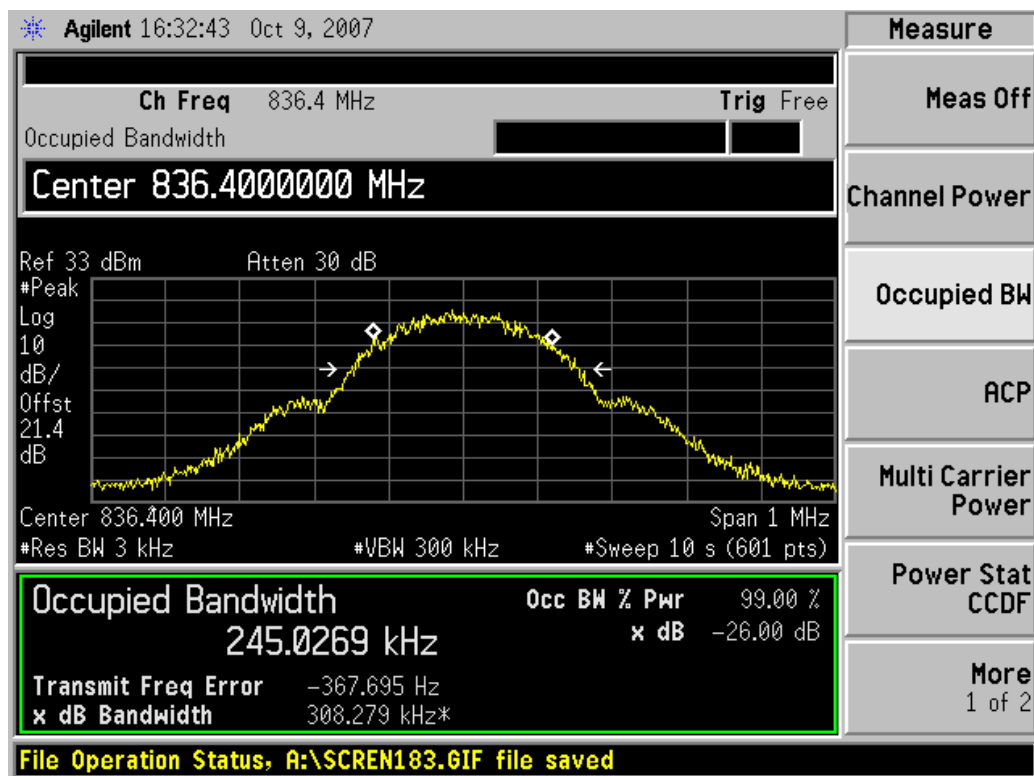 Agilent 16:32:43 Oct 9, 2007
Measure
Ch Freq 836.4 MHz
Trig Free
Occupied Bandwidth
Center 836.4000000 MHz
Ref 33 dBm
Atten 30 dB
#Peak
Log
10
dB/
Offst
21.4
dB
Center 836.400 MHz
Span 1 MHz
#Res BW 3 kHz
#VBW 300 kHz
#Sweep 10 s (601 pts)
Occupied Bandwidth
245.0269 kHz
Occ BW % Pwr 99.00 %
x dB -26.00 dB
Transmit Freq Error -367.695 Hz
x dB Bandwidth 308.279 kHz*
File Operation Status, A:\SCREN183.GIF file saved
Meas Off
Channel Power
Occupied BW
ACP
Multi Carrier
Power
Power Stat
CCDF
More
1 of 2